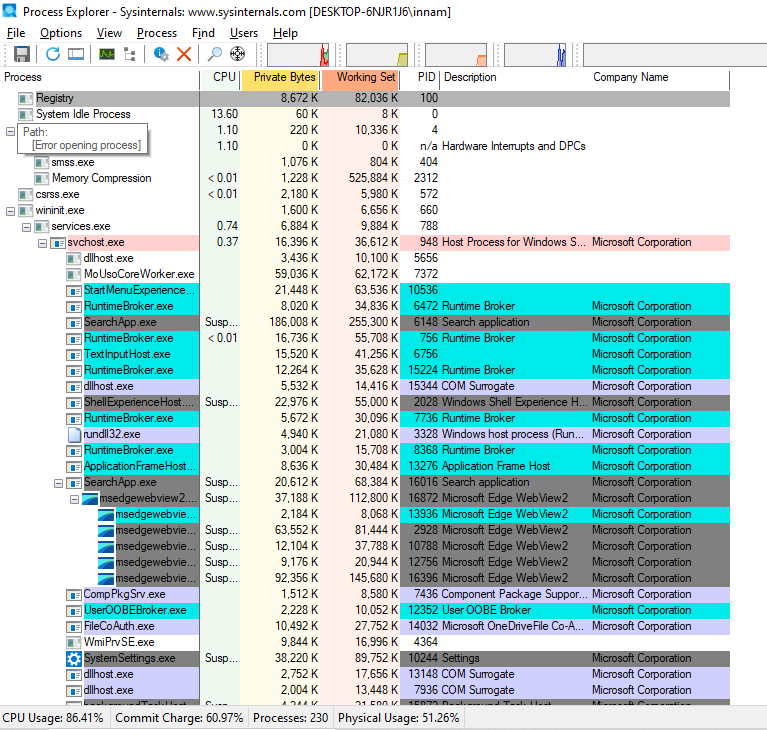 Process Explorer - Sysinternals: www.sysinternals.com [DESKTOP-6NJR1J6\innam]
File Options View Process Find Users Help
Process CPU Private Bytes Working Set PID Description Company Name
Registry 8,672 K 82,036 K 100
System Idle Process 13.60 60 K 8 K 0
Path: 1.10 220 K 10,336 K 4
[Error opening process] 1.10 0 K 0 K n/a Hardware Interrupts and DPCs
smss.exe 1,076 K 804 K 404
Memory Compression < 0.01 1,228 K 525,884 K 2312
csrss.exe < 0.01 2,180 K 5,980 K 572
wininit.exe 1,600 K 6,656 K 660
services.exe 0.74 6,884 K 9,884 K 788
svchost.exe 0.37 16,396 K 36,612 K 948 Host Process for Windows S... Microsoft Corporation
dllhost.exe 3,436 K 10,100 K 5656
MoUsoCoreWorker.exe 59,036 K 62,172 K 7372
StartMenuExperience... 21,448 K 63,536 K 10536
RuntimeBroker.exe 8,020 K 34,836 K 6472 Runtime Broker Microsoft Corporation
SearchApp.exe Susp... 186,008 K 255,300 K 6148 Search application Microsoft Corporation
RuntimeBroker.exe < 0.01 16,736 K 55,708 K 756 Runtime Broker Microsoft Corporation
TextInputHost.exe 15,520 K 41,256 K 6756
RuntimeBroker.exe 12,264 K 35,628 K 15224 Runtime Broker Microsoft Corporation
dllhost.exe 5,532 K 14,416 K 15344 COM Surrogate Microsoft Corporation
ShellExperienceHost.... Susp... 22,976 K 55,000 K 2028 Windows Shell Experience H... Microsoft Corporation
RuntimeBroker.exe 5,672 K 30,096 K 7736 Runtime Broker Microsoft Corporation
rundll32.exe 4,940 K 21,080 K 3328 Windows host process (Run... Microsoft Corporation
RuntimeBroker.exe 3,004 K 15,708 K 8368 Runtime Broker Microsoft Corporation
ApplicationFrameHost... 8,636 K 30,484 K 13276 Application Frame Host Microsoft Corporation
SearchApp.exe Susp... 20,612 K 68,384 K 16016 Search application Microsoft Corporation
msedgewebview2.... Susp... 37,188 K 112,800 K 16872 Microsoft Edge WebView2 Microsoft Corporation
msedgewebvie... 2,184 K 8,068 K 13936 Microsoft Edge WebView2 Microsoft Corporation
msedgewebvie... Susp... 63,552 K 81,444 K 2928 Microsoft Edge WebView2 Microsoft Corporation
msedgewebvie... Susp... 12,104 K 37,788 K 10788 Microsoft Edge WebView2 Microsoft Corporation
msedgewebvie... Susp... 9,176 K 20,944 K 12756 Microsoft Edge WebView2 Microsoft Corporation
msedgewebvie... Susp... 92,356 K 145,680 K 16396 Microsoft Edge WebView2 Microsoft Corporation
CompPkgSrv.exe 1,512 K 8,580 K 7436 Component Package Suppor... Microsoft Corporation
UserOOBEBroker.exe 2,228 K 10,052 K 12352 User OOBE Broker Microsoft Corporation
FileCoAuth.exe 10,492 K 27,752 K 14032 Microsoft OneDriveFile Co-A... Microsoft Corporation
WmiPrvSE.exe 9,844 K 16,996 K 4364
SystemSettings.exe Susp... 38,220 K 89,752 K 10244 Settings Microsoft Corporation
dllhost.exe 2,752 K 17,656 K 13148 COM Surrogate Microsoft Corporation
dllhost.exe 2,004 K 13,448 K 7936 COM Surrogate Microsoft Corporation
CPU Usage: 86.41% Commit Charge: 60.97% Processes: 230 Physical Usage: 51.26%